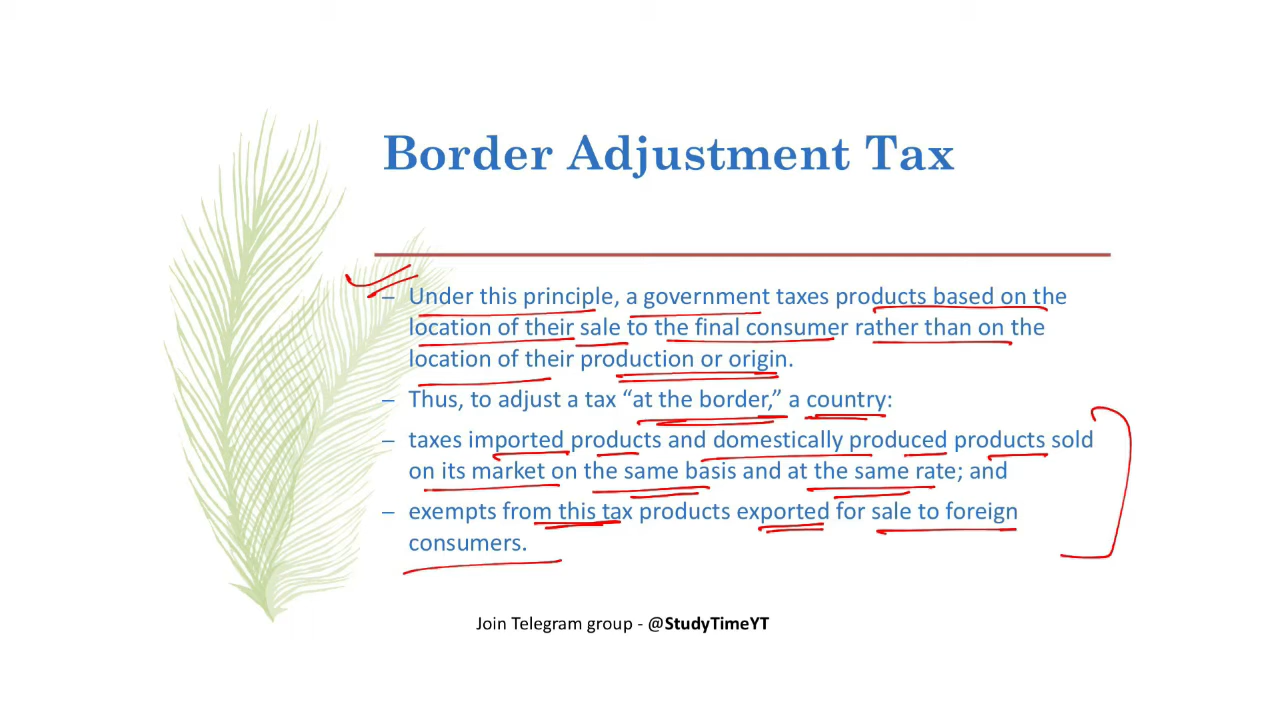 Border Adjustment Tax
– Under this principle, a government taxes products based on the
location of their sale to the final consumer rather than on the
location of their production or origin.
– Thus, to adjust a tax “at the border,” a country:
– taxes imported products and domestically produced products sold
on its market on the same basis and at the same rate; and
– exempts from this tax products exported for sale to foreign
consumers.
Join Telegram group - @StudyTimeYT